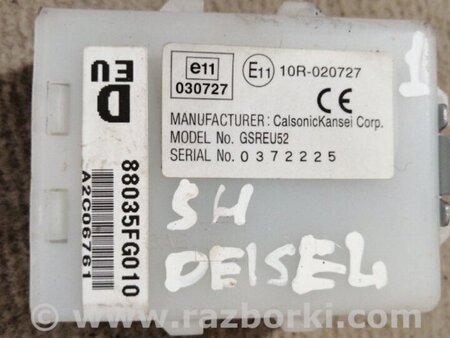 e11
030727
E11 10R-020727
CE
MANUFACTURER: CalsonicKansei Corp.
MODEL No. GSREU52
SERIAL No. 0372225
D
EU
88035FG010
A2C06761
1
SH
DEISEL
www.razborki.com